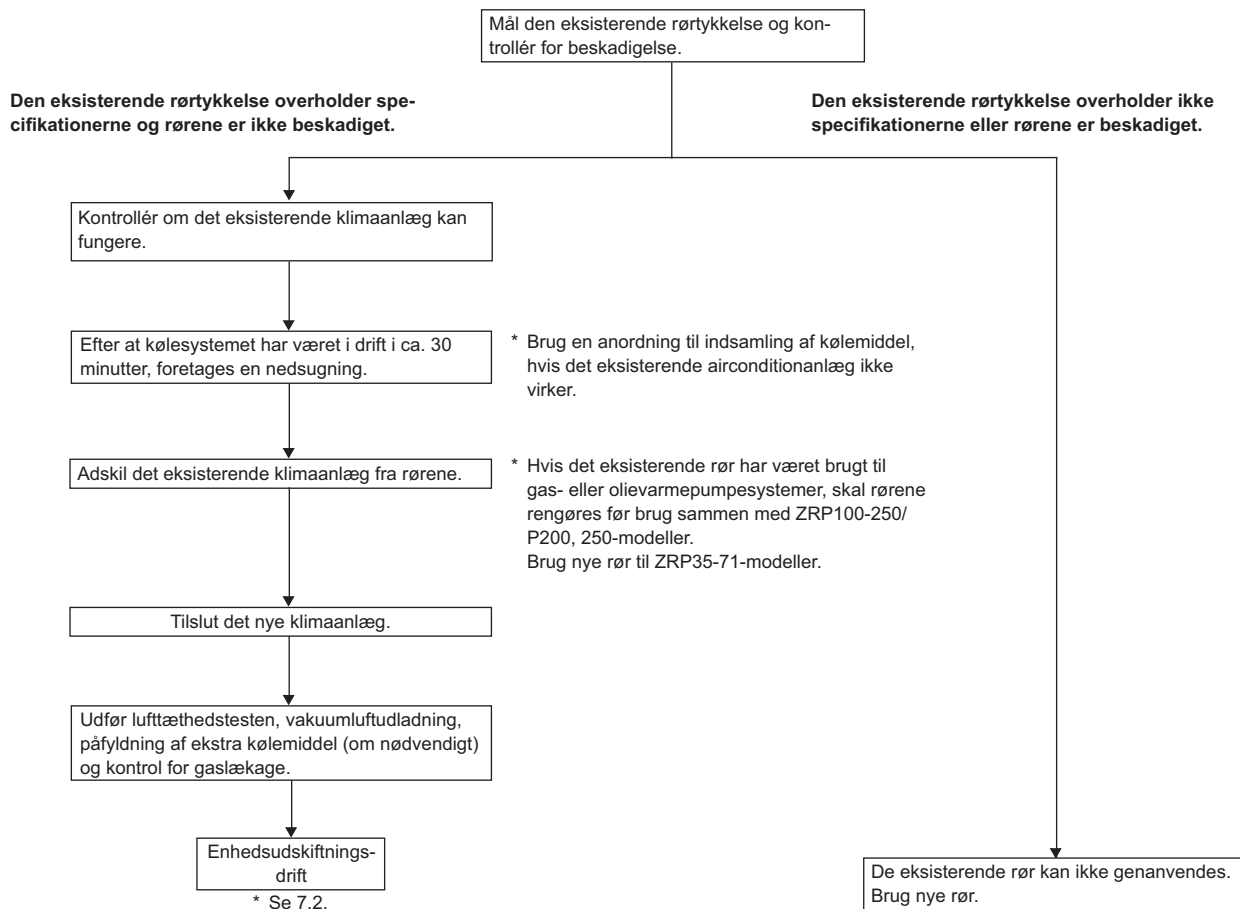 Mål den eksisterende rørtykkelse og kon-
trollér for beskadigelse.
Den eksisterende rørtykkelse overholder spe-
cifikationerne og rørene er ikke beskadiget.
Den eksisterende rørtykkelse overholder ikke
specifikationerne eller rørene er beskadiget.
Kontrollér om det eksisterende klimaanlæg kan
fungere.
Efter at kølesystemet har været i drift i ca. 30
minutter, foretages en nedsugning.
* Brug en anordning til indsamling af kølemiddel,
hvis det eksisterende airconditionanlæg ikke
virker.
Adskil det eksisterende klimaanlæg fra rørene.
* Hvis det eksisterende rør har været brugt til
gas- eller olievarmepumpesystemer, skal rørene
rengøres før brug sammen med ZRP100-250/
P200, 250-modeller.
Brug nye rør til ZRP35-71-modeller.
Tilslut det nye klimaanlæg.
Udfør lufttæthedstesten, vakuumluftudladning,
påfyldning af ekstra kølemiddel (om nødvendigt)
og kontrol for gaslækage.
Enhedsudskiftnings-
drift
* Se 7.2.
De eksisterende rør kan ikke genanvendes.
Brug nye rør.